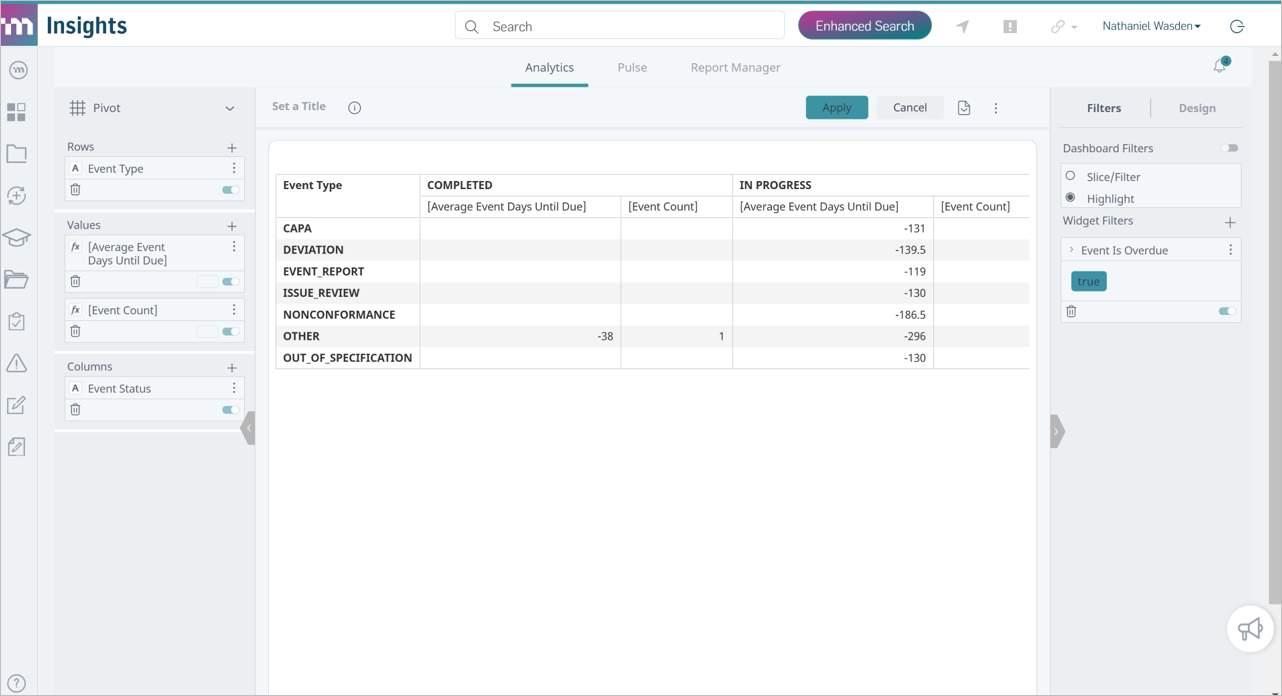 m Insights
Search
Enhanced Search
Nathaniel Wasden
m
Analytics
Pulse
Report Manager
4
Pivot
Set a Title
Apply
Cancel
Filters
Design
Rows
A Event Type
Values
fx [Average Event
Days Until Due]
fx [Event Count]
Columns
A Event Status
Event Type COMPLETED IN PROGRESS
[Average Event Days Until Due] [Event Count] [Average Event Days Until Due] [Event Count]
CAPA -131
DEVIATION -139.5
EVENT_REPORT -119
ISSUE_REVIEW -130
NONCONFORMANCE -186.5
OTHER -38 1 -296
OUT_OF_SPECIFICATION -130
Dashboard Filters
Slice/Filter
Highlight
Widget Filters
Event Is Overdue
true